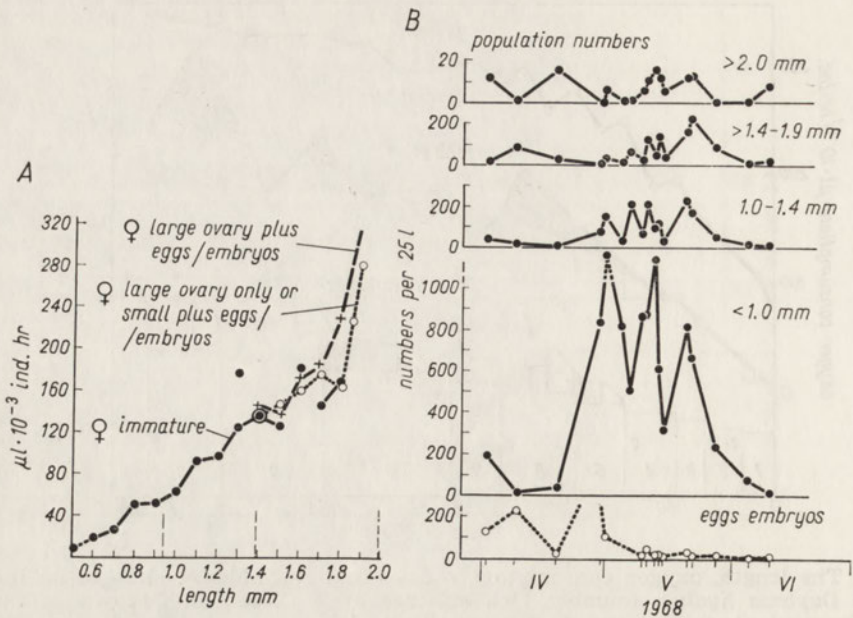 A
320
280
240
200
160
120
80
40
µl·10⁻³ ind. hr
♀ large ovary plus
eggs/embryos
♀ large ovary only or
small plus eggs/
/embryos
♀ immature
0.6 0.8 1.0 1.2 1.4 1.6 1.8 2.0
length mm
B
population numbers
20
0
>2.0 mm
200
0
>1.4-1.9 mm
200
0
1.0-1.4 mm
1000
800
600
400
200
0
<1.0 mm
numbers per 25 l
eggs embryos
200
0
IV V VI
1968